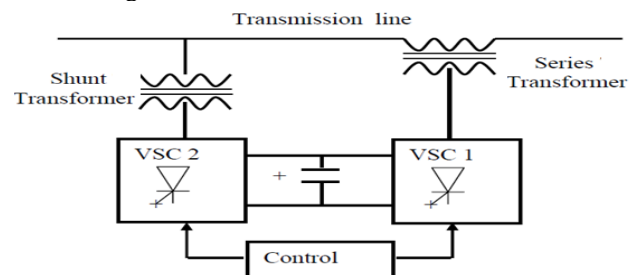 Transmission line
Shunt
Transformer
Series
Transformer
VSC 2
VSC 1
+
Control